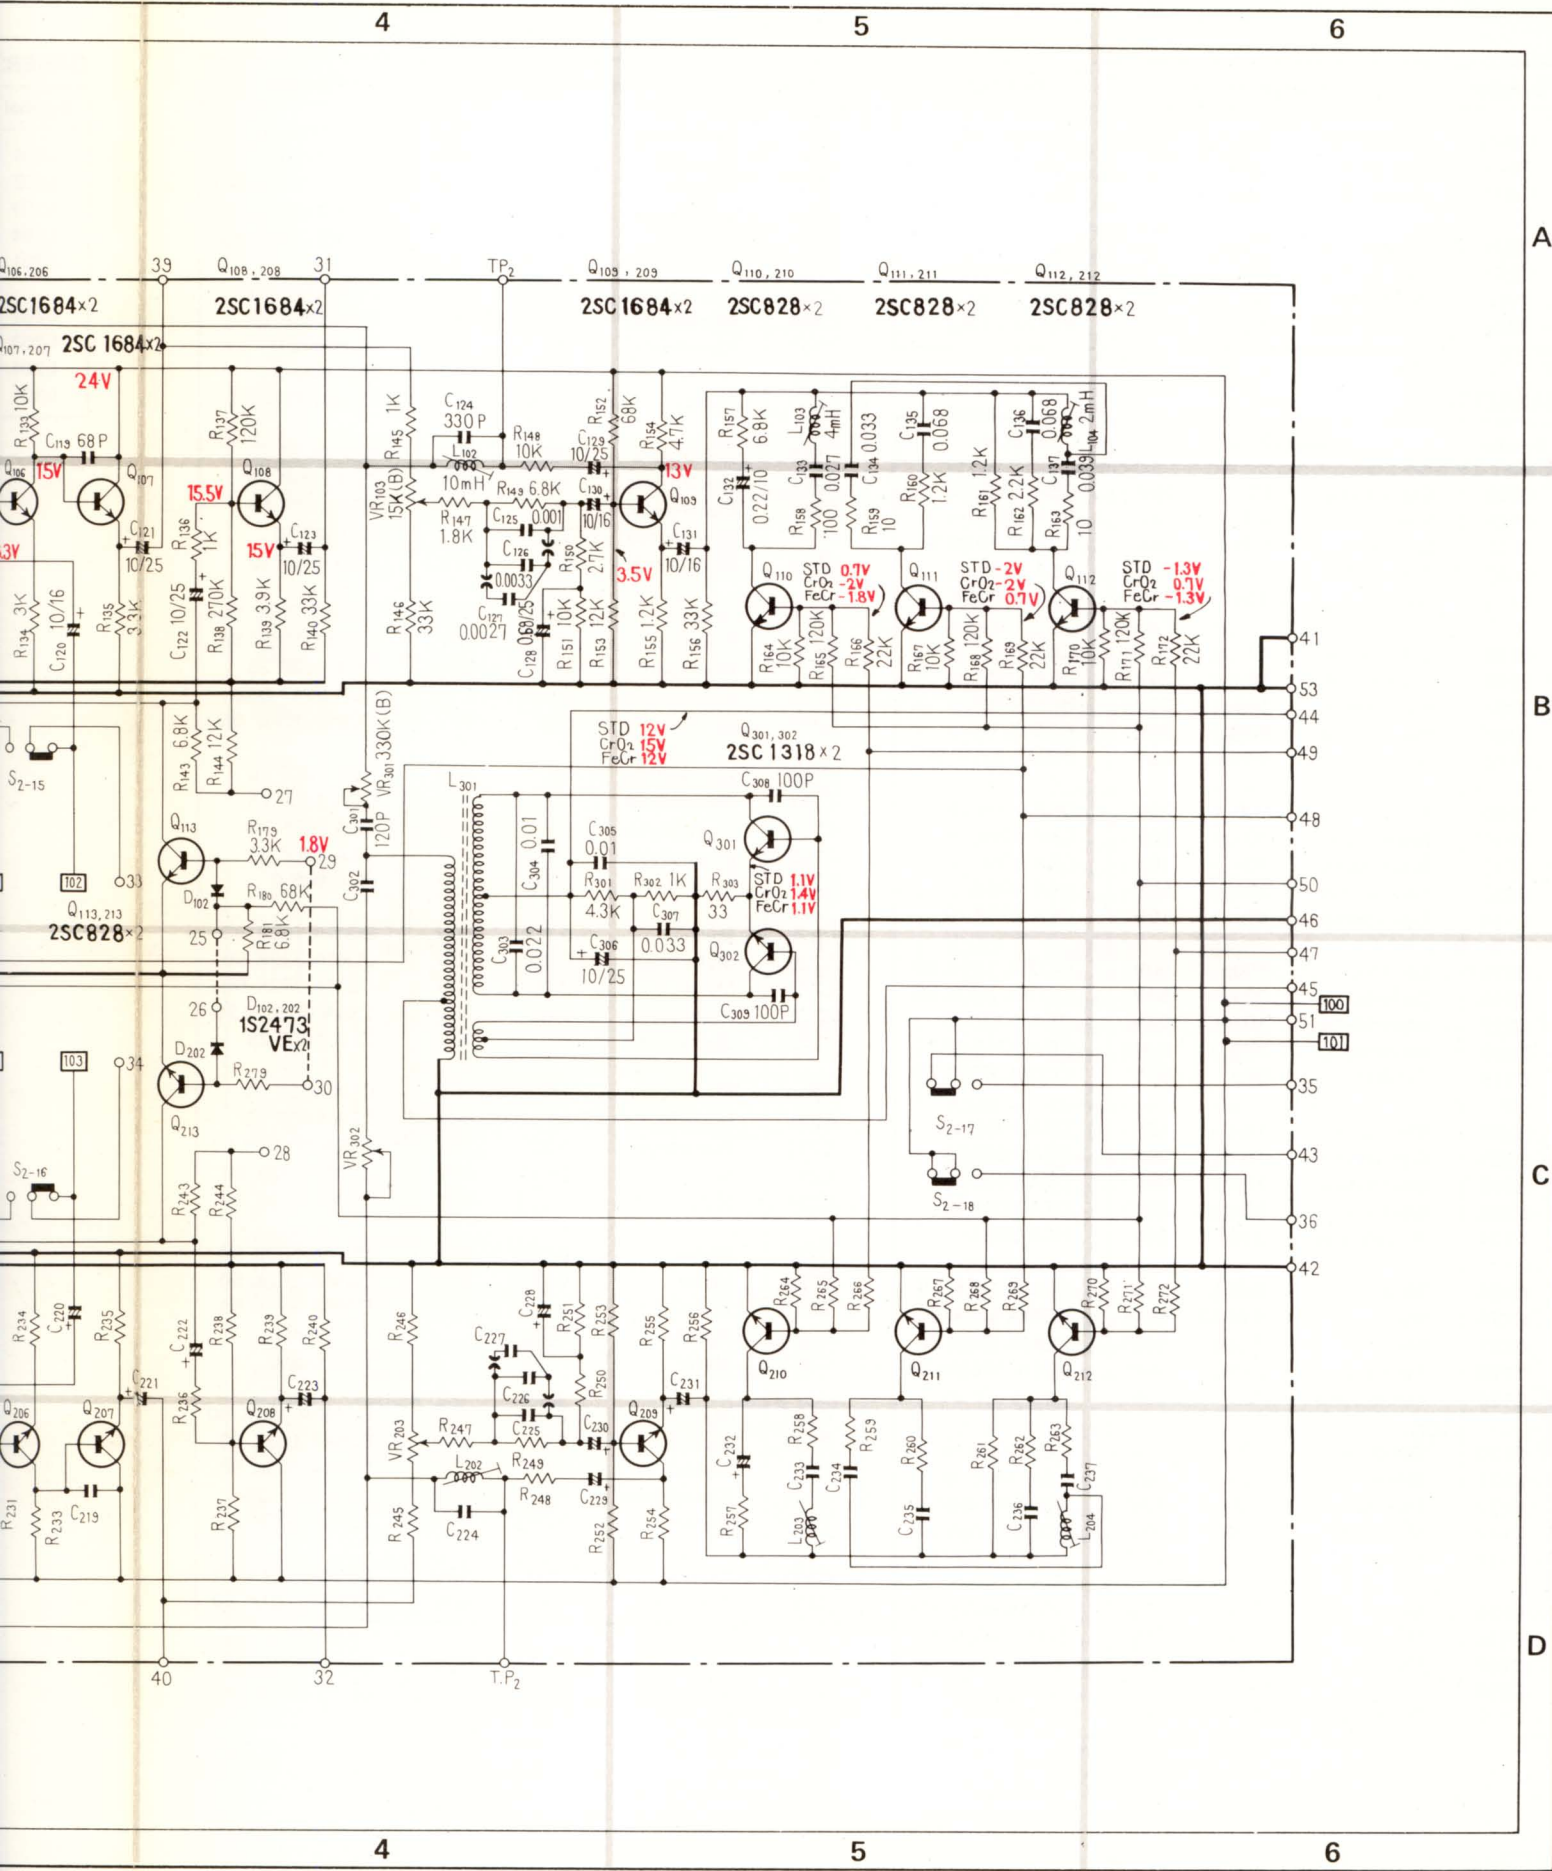 4 5 6
A
Q106,206 39 Q108,208 31 TP2 Q109,209 Q110,210 Q111,211 Q112,212
2SC1684×2 2SC1684×2 2SC1684×2 2SC828×2 2SC828×2 2SC828×2
Q107,207 2SC1684×2
24V
R133 10K
C119 68P
R137 120K
R145 1K
C124 330P
L102 10mH
R148 10K
C129 10/25
R152 68K
R154 4.7K
R157 6.8K
L103 4mH
C133 0.027
C134 0.033
C135 0.068
R161 1.2K
C136 0.068
L104 2mH
C137 0.039
Q106 15V
Q107
15.5V
Q108
VR103 15K(B)
R149 6.8K
C130 10/16
13V
Q109
C132 0.22/10
R158 100
R159 10
R160 1.2K
R162 2.2K
R163 10
C121 10/25
R136 1K
15V
C123 10/25
R147 1.8K
C125 0.001
C126 0.0033
C127 0.0027
R150 2.7K
3.5V
C131 10/16
Q110
STD 0.7V
CrO2 -2V
FeCr -1.8V
Q111
STD -2V
CrO2 -2V
FeCr 0.7V
Q112
STD -1.3V
CrO2 0.7V
FeCr -1.3V
R134 3K
C120 10/16
R135 3.3K
C122 10/25
R138 270K
R139 3.9K
R140 33K
R146 33K
C128 0.68/25
R151 10K
R153 12K
R155 1.2K
R156 33K
R164 10K
R165 120K
R166 22K
R167 10K
R168 120K
R169 22K
R170 10K
R171 120K
R172 22K
41
53
B
44
S2-15
R143 6.8K
R144 12K
27
VR301 330K(B)
STD 12V
CrO2 15V
FeCr 12V
Q301,302
2SC1318×2
49
L301
C308 100P
C301 120P
48
Q113
R179 3.3K
1.8V
29
C302
C304 0.01
C305 0.01
Q301
102 33
D102
R180 68K
R181 6.8K
R301 4.3K
R302 1K
R303 33
STD 1.1V
CrO2 1.4V
FeCr 1.1V
50
Q113,213
2SC828×2
25
C303 0.022
C306 10/25
C307 0.033
Q302
46
47
45
26
D102,202
1S2473
VE×2
C309 100P
100
51
103 34
D202
R279
30
101
35
Q213
S2-17
28
VR302
43
S2-16
R243
R244
S2-18
C
36
42
R234
C220
R235
C222
R238
R239
R240
R246
C228
R251
R253
R255
R256
R264
R265
R266
R267
R268
R269
R270
R271
R272
C227
C226
C225
R250
C221
R236
C223
C231
Q210
Q211
Q212
Q206
Q207
Q208
VR203
R247
C230
Q209
C232
R258
C233
R259
C234
R260
R261
R262
R263
C237
L202
R249
R248
C229
R231
R233
C219
R237
R245
C224
R252
R254
R257
L203
C235
C236
L204
D
40 32 T.P2
4 5 6